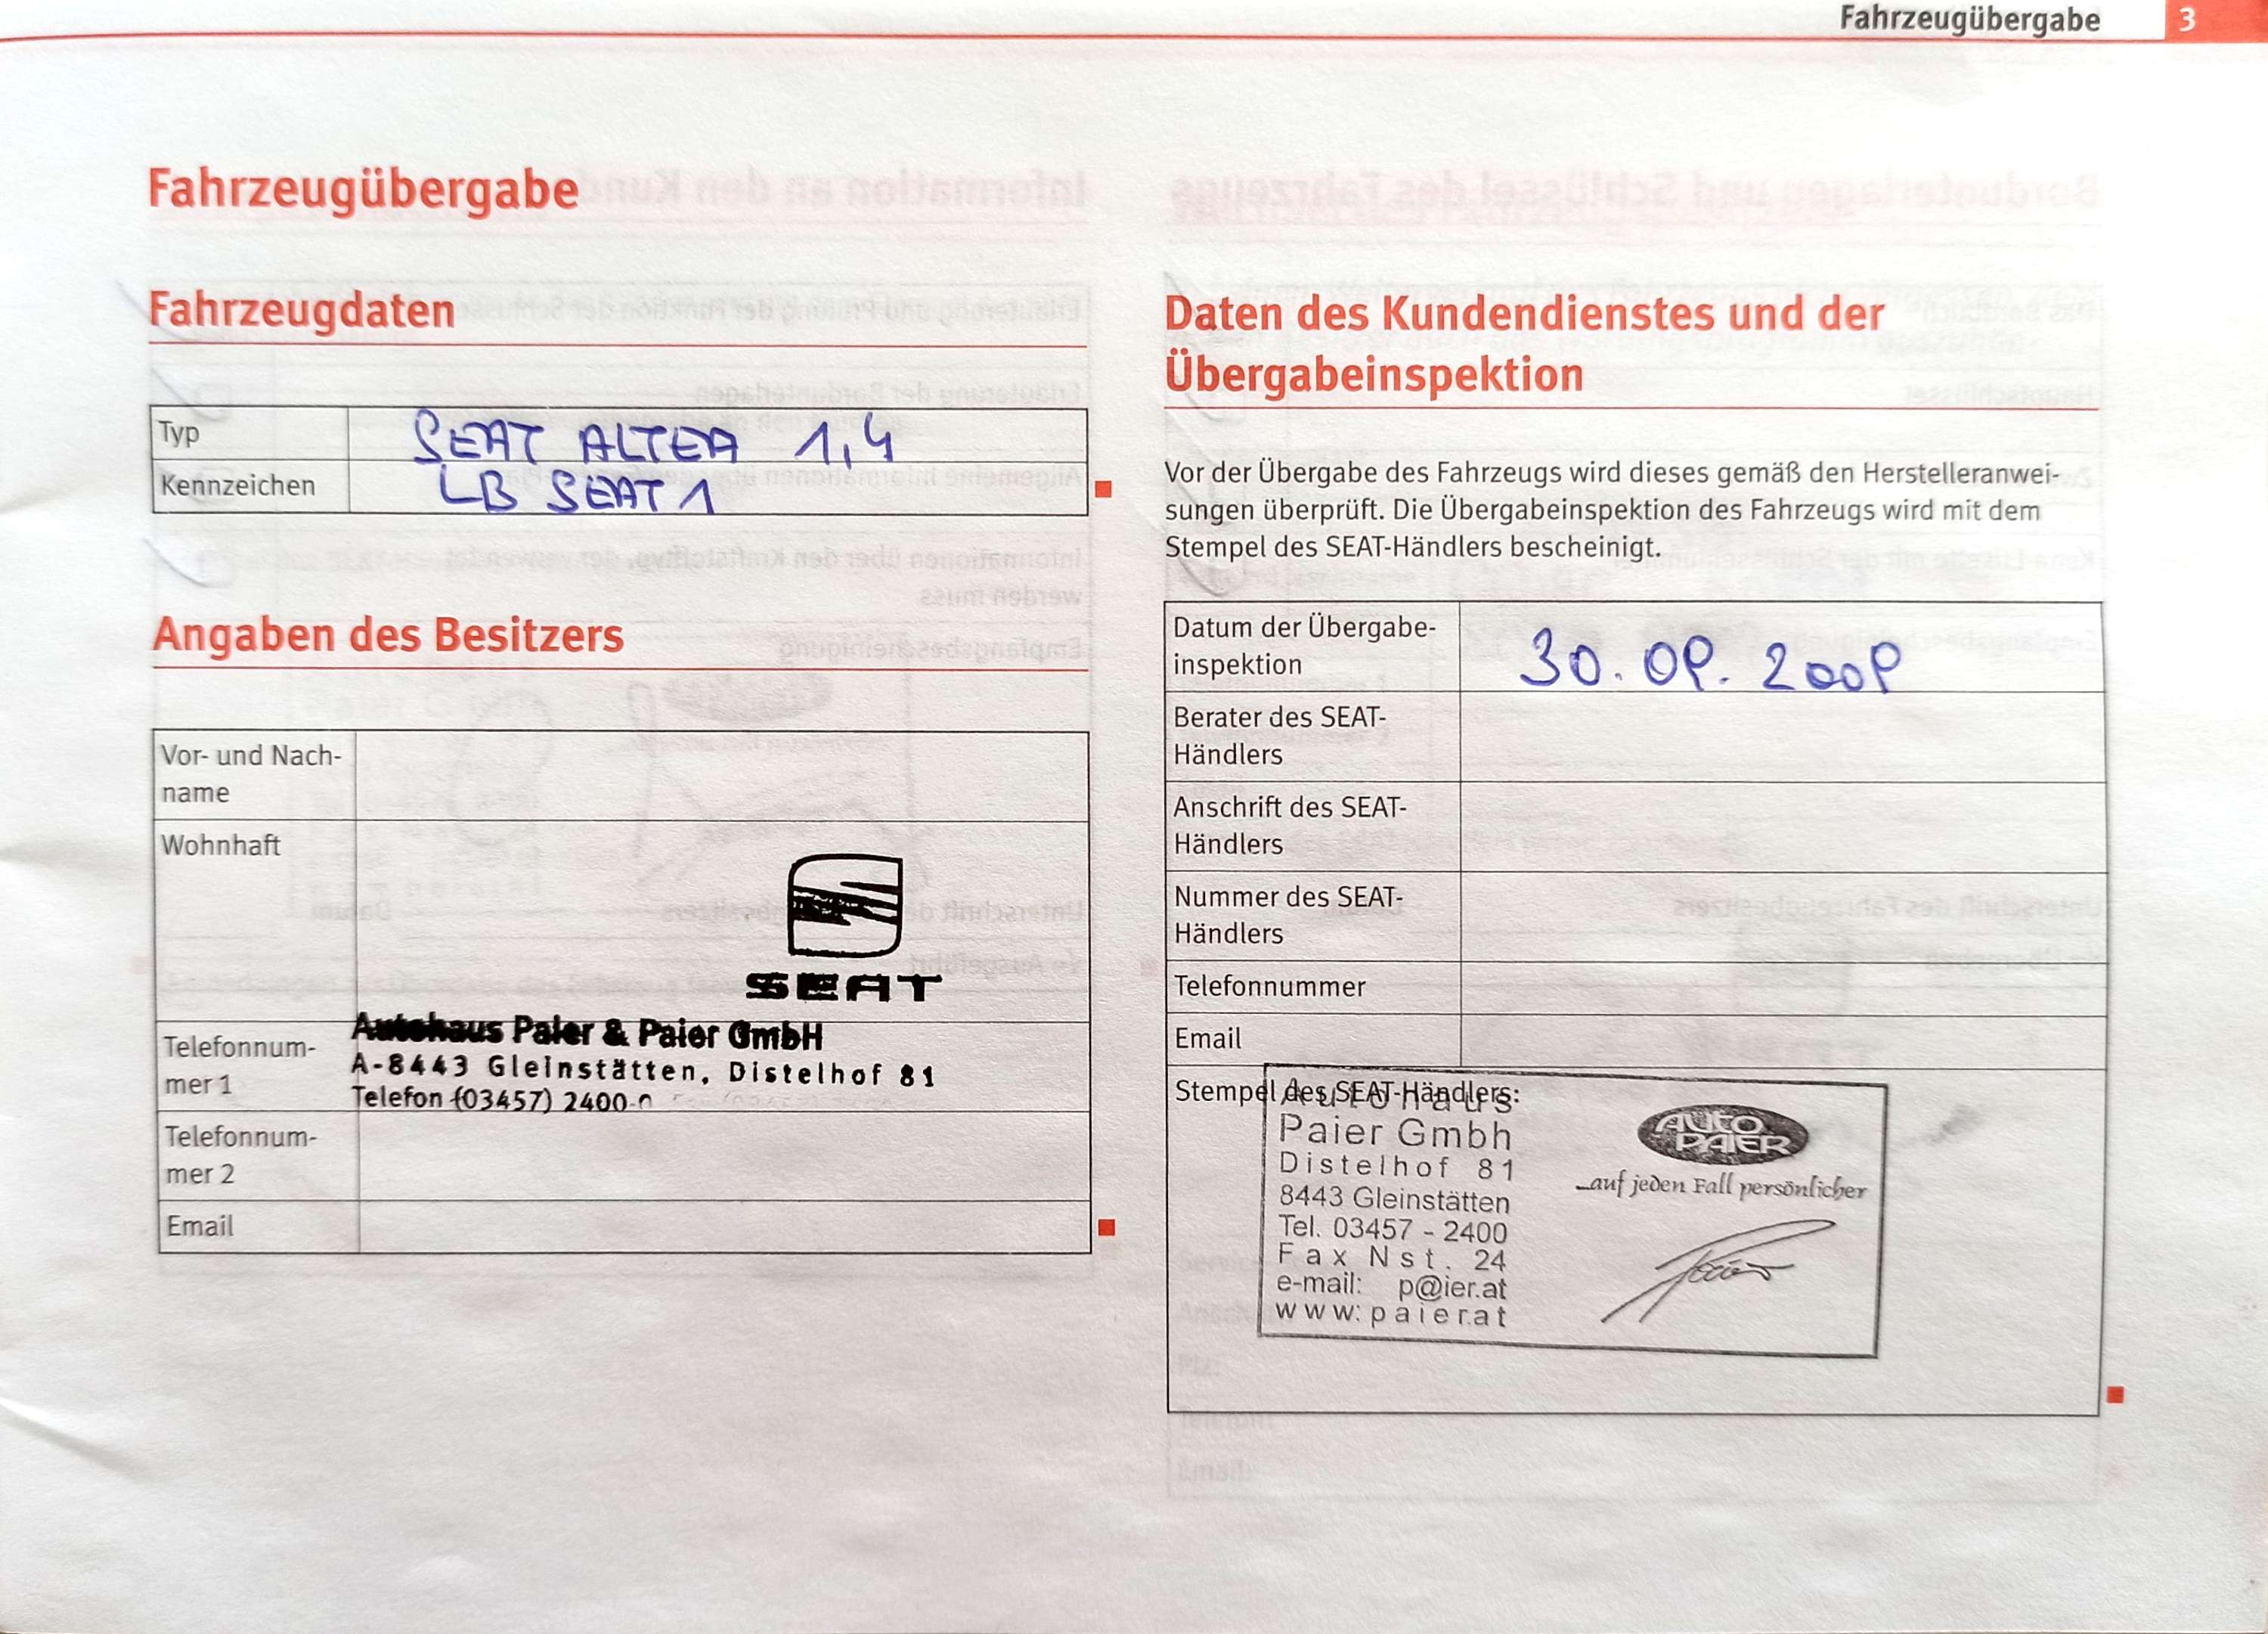 Fahrzeugübergabe 3
Fahrzeugübergabe
Fahrzeugdaten
Typ SEAT ALTEA 1,4
Kennzeichen LB SEAT 1
Angaben des Besitzers
Vor- und Nach-
name
Wohnhaft
SEAT
Autohaus Paier & Paier GmbH
Telefonnum-
mer 1
A-8443 Gleinstätten, Distelhof 81
Telefon (03457) 2400-0
Telefonnum-
mer 2
Email
Daten des Kundendienstes und der
Übergabeinspektion
Vor der Übergabe des Fahrzeugs wird dieses gemäß den Herstelleranwei-
sungen überprüft. Die Übergabeinspektion des Fahrzeugs wird mit dem
Stempel des SEAT-Händlers bescheinigt.
Datum der Übergabe-
inspektion
30. 09. 2009
Berater des SEAT-
Händlers
Anschrift des SEAT-
Händlers
Nummer des SEAT-
Händlers
Telefonnummer
Email
Stempel des SEAT-Händlers:
Autohaus
Paier Gmbh
Distelhof 81
8443 Gleinstätten
Tel. 03457 - 2400
Fax Nst. 24
e-mail: p@ier.at
www: paier.at
AUTO
PAIER
...auf jeden Fall persönlicher